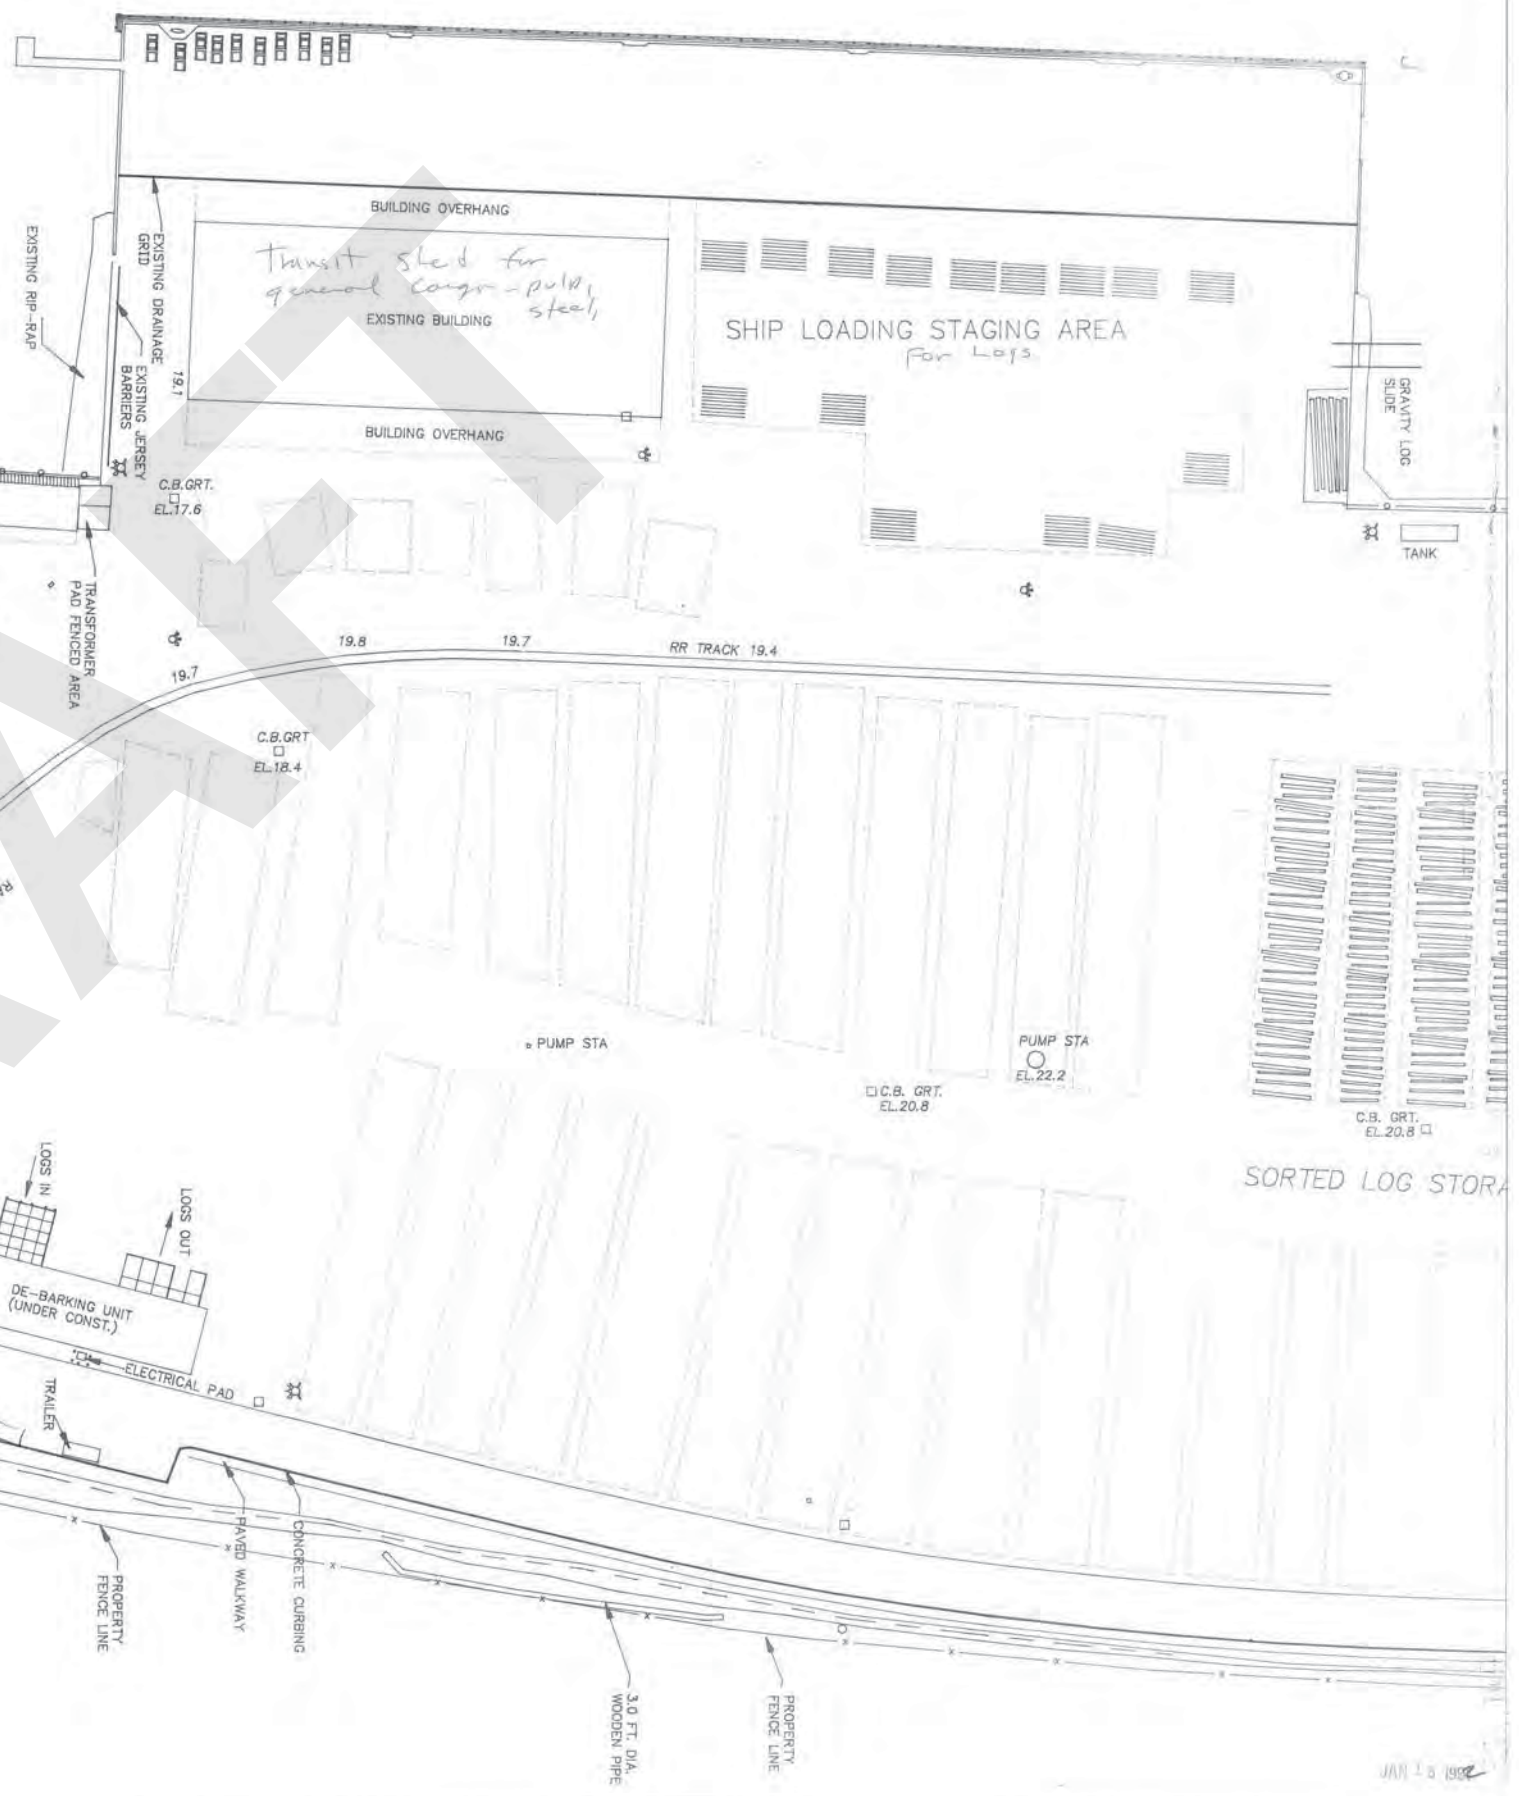 BUILDING OVERHANG
Transit shed for
general cargo - pulp,
steel,
EXISTING BUILDING
BUILDING OVERHANG
SHIP LOADING STAGING AREA
For Logs
EXISTING DRAINAGE
GRID
EXISTING RIP-RAP
EXISTING JERSEY
BARRIERS
19.1
GRAVITY LOG
SLIDE
TANK
C.B.GRT.
EL.17.6
TRANSFORMER
PAD FENCED AREA
19.7
19.8
19.7
RR TRACK 19.4
C.B.GRT
EL.18.4
PUMP STA
PUMP STA
EL.22.2
C.B. GRT.
EL.20.8
C.B. GRT.
EL.20.8
SORTED LOG STORA
LOGS IN
LOGS OUT
DE-BARKING UNIT
(UNDER CONST.)
ELECTRICAL PAD
TRAILER
PROPERTY
FENCE LINE
PAVED WALKWAY
CONCRETE CURBING
3.0 FT. DIA.
WOODEN PIPE
PROPERTY
FENCE LINE
JAN 1992